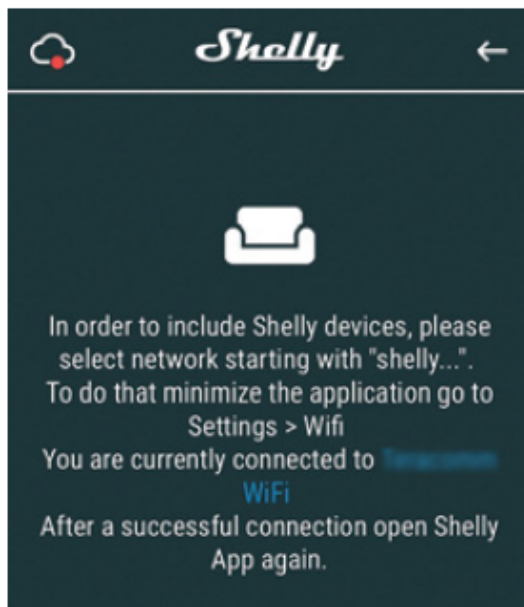 Shelly
In order to include Shelly devices, please
select network starting with "shelly...".
To do that minimize the application go to
Settings > Wifi
You are currently connected to
WiFi
After a successful connection open Shelly
App again.